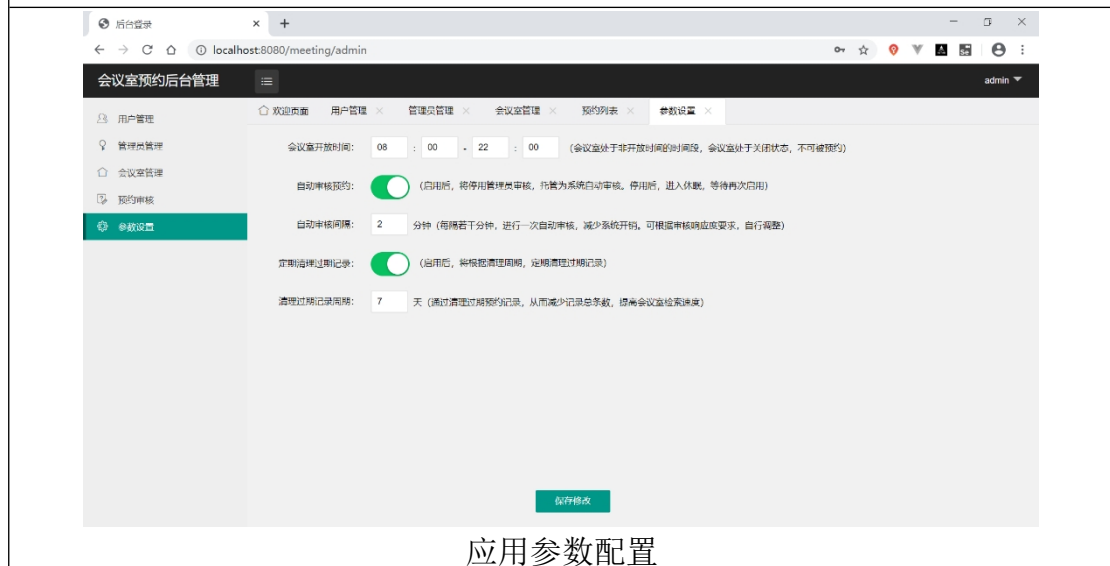 后台登录
localhost:8080/meeting/admin
会议室预约后台管理
admin
欢迎页面 用户管理 管理员管理 会议室管理 预约列表 参数设置
用户管理
管理员管理
会议室管理
预约审核
参数设置
会议室开放时间: 08 : 00 - 22 : 00 (会议室处于非开放时间的时间段,会议室处于关闭状态,不可被预约)
自动审核预约: (启用后,将停用管理员审核,托管为系统自动审核。停用后,进入休眠,等待再次启用)
自动审核间隔: 2 分钟 (每隔若干分钟,进行一次自动审核,减少系统开销。可根据审核响应度要求,自行调整)
定期清理过期记录: (启用后,将根据清理周期,定期清理过期记录)
清理过期记录周期: 7 天 (通过清理过期预约记录,从而减少记录总条数,提高会议室检索速度)
保存修改
应用参数配置